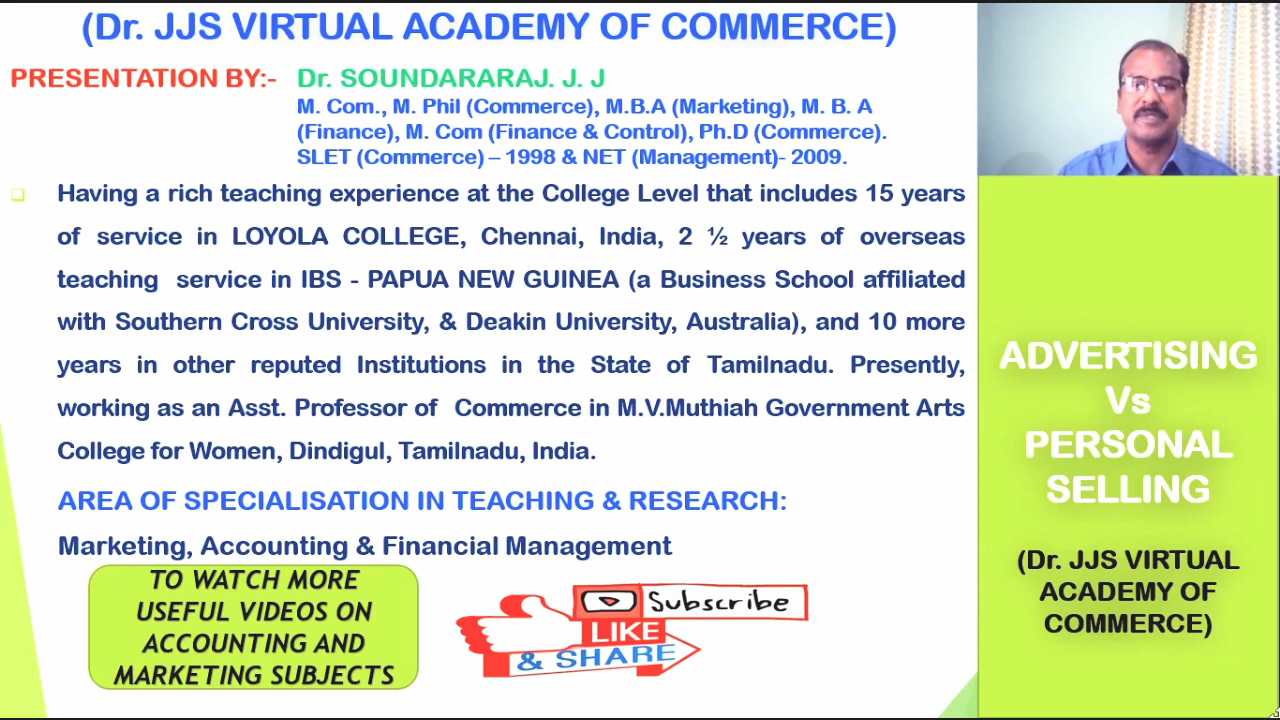 (Dr. JJS VIRTUAL ACADEMY OF COMMERCE)
PRESENTATION BY:- Dr. SOUNDARARAJ. J. J
M. Com., M. Phil (Commerce), M.B.A (Marketing), M. B. A
(Finance), M. Com (Finance & Control), Ph.D (Commerce).
SLET (Commerce) – 1998 & NET (Management)- 2009.
Having a rich teaching experience at the College Level that includes 15 years
of service in LOYOLA COLLEGE, Chennai, India, 2 ½ years of overseas
teaching service in IBS - PAPUA NEW GUINEA (a Business School affiliated
with Southern Cross University, & Deakin University, Australia), and 10 more
years in other reputed Institutions in the State of Tamilnadu. Presently,
working as an Asst. Professor of Commerce in M.V.Muthiah Government Arts
College for Women, Dindigul, Tamilnadu, India.
AREA OF SPECIALISATION IN TEACHING & RESEARCH:
Marketing, Accounting & Financial Management
TO WATCH MORE
USEFUL VIDEOS ON
ACCOUNTING AND
MARKETING SUBJECTS
Subscribe
LIKE
& SHARE
ADVERTISING
Vs
PERSONAL
SELLING
(Dr. JJS VIRTUAL
ACADEMY OF
COMMERCE)